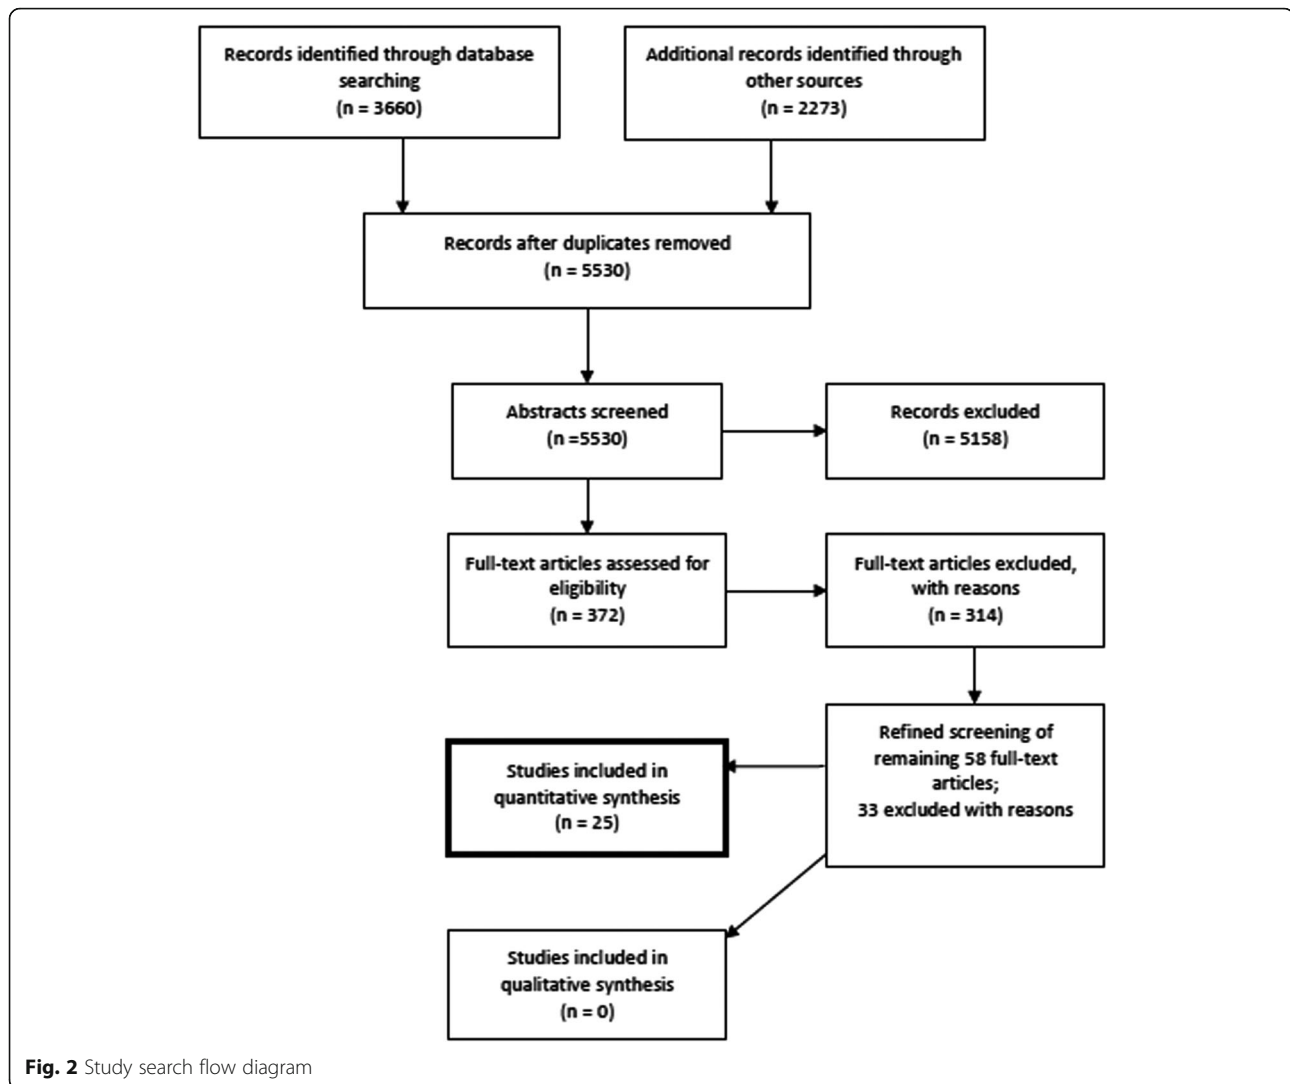 Records identified through database
searching
(n = 3660)
Additional records identified through
other sources
(n = 2273)
Records after duplicates removed
(n = 5530)
Abstracts screened
(n =5530)
Records excluded
(n = 5158)
Full-text articles assessed for
eligibility
(n = 372)
Full-text articles excluded,
with reasons
(n = 314)
Refined screening of
remaining 58 full-text
articles;
33 excluded with reasons
Studies included in
quantitative synthesis
(n = 25)
Studies included in
qualitative synthesis
(n = 0)
Fig. 2 Study search flow diagram